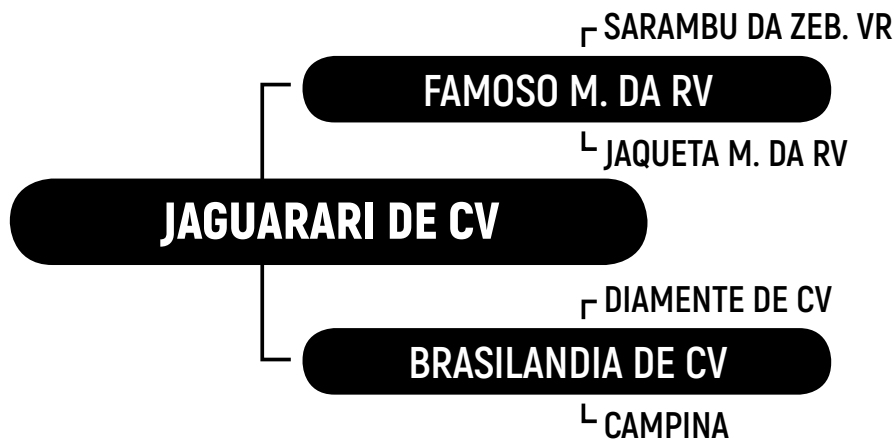 SARAMBU DA ZEB. VR
FAMOSO M. DA RV
JAQUETA M. DA RV
JAGUARARI DE CV
DIAMENTE DE CV
BRASILANDIA DE CV
CAMPINA